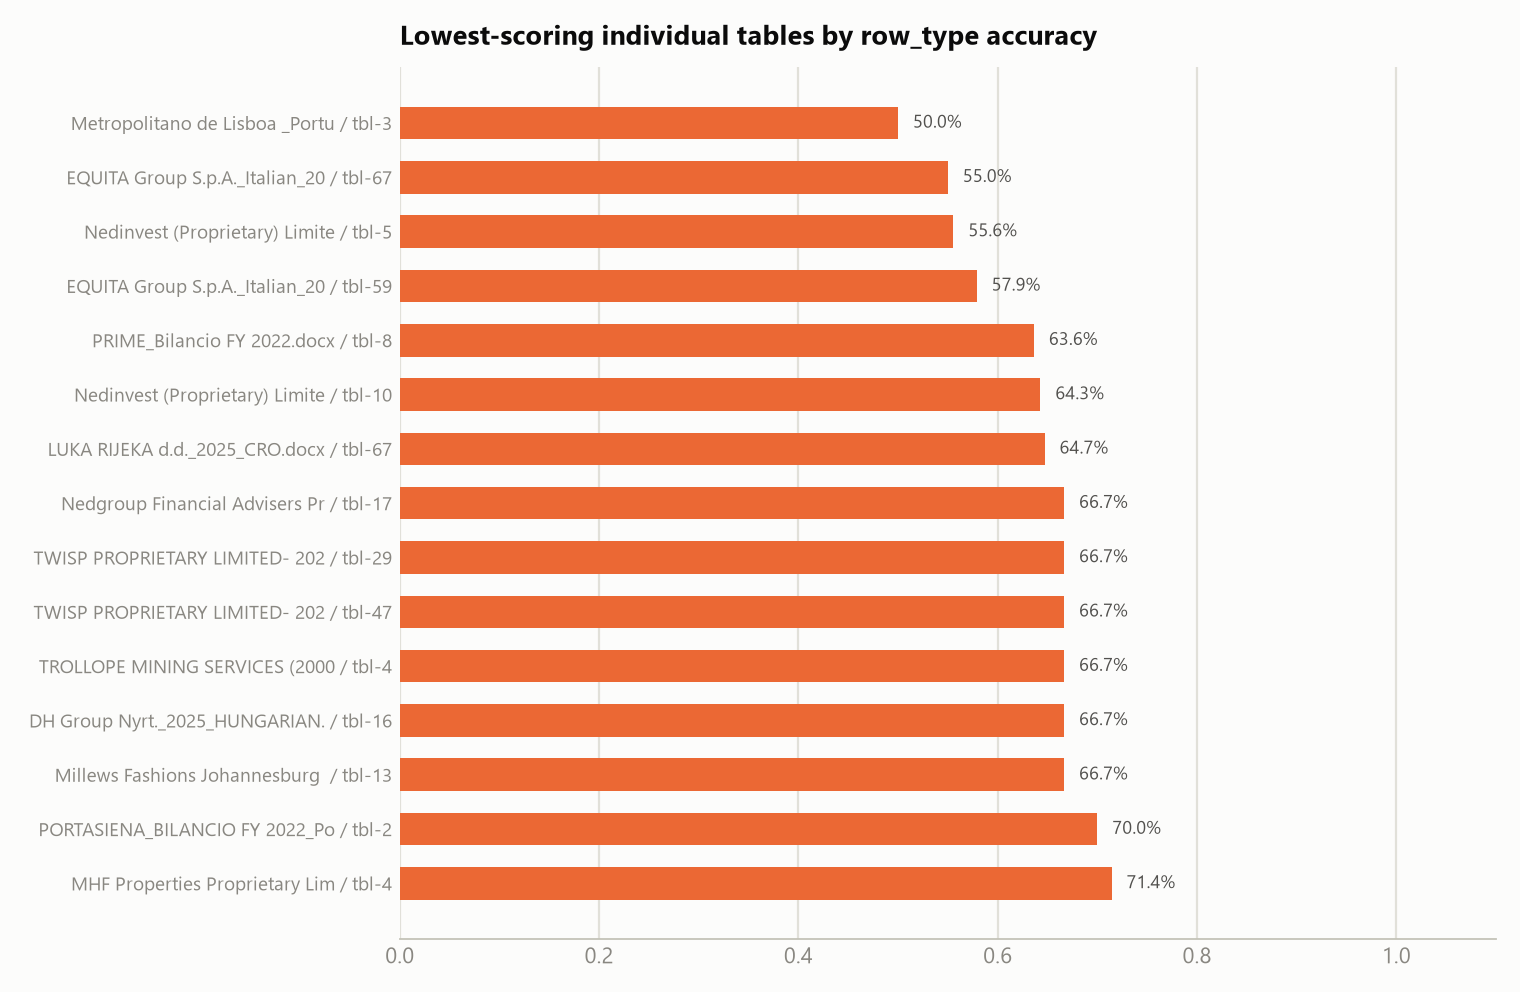 Lowest-scoring individual tables by row_type accuracy
Metropolitano de Lisboa _Portu / tbl-3 50.0%
EQUITA Group S.p.A._Italian_20 / tbl-67 55.0%
Nedinvest (Proprietary) Limite / tbl-5 55.6%
EQUITA Group S.p.A._Italian_20 / tbl-59 57.9%
PRIME_Bilancio FY 2022.docx / tbl-8 63.6%
Nedinvest (Proprietary) Limite / tbl-10 64.3%
LUKA RIJEKA d.d._2025_CRO.docx / tbl-67 64.7%
Nedgroup Financial Advisers Pr / tbl-17 66.7%
TWISP PROPRIETARY LIMITED- 202 / tbl-29 66.7%
TWISP PROPRIETARY LIMITED- 202 / tbl-47 66.7%
TROLLOPE MINING SERVICES (2000 / tbl-4 66.7%
DH Group Nyrt._2025_HUNGARIAN. / tbl-16 66.7%
Millews Fashions Johannesburg  / tbl-13 66.7%
PORTASIENA_BILANCIO FY 2022_Po / tbl-2 70.0%
MHF Properties Proprietary Lim / tbl-4 71.4%
0.0 0.2 0.4 0.6 0.8 1.0